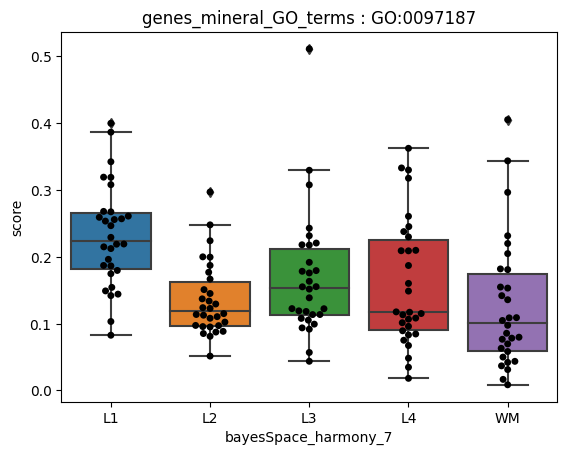 genes_mineral_GO_terms : GO:0097187
score
0.5
0.4
0.3
0.2
0.1
0.0
L1 L2 L3 L4 WM
bayesSpace_harmony_7